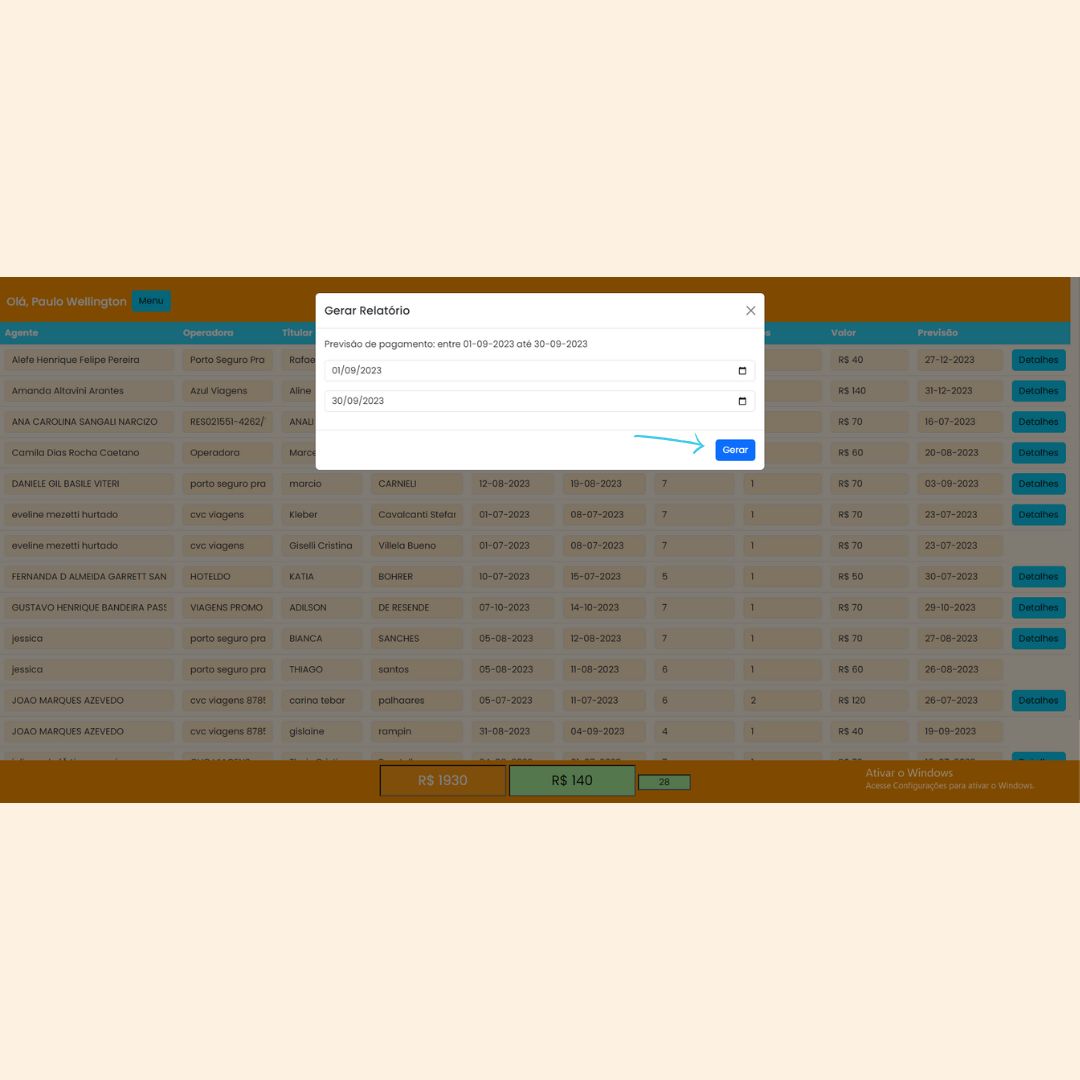 Olá, Paulo Wellington Menu
Gerar Relatório
Previsão de pagamento: entre 01-09-2023 até 30-09-2023
01/09/2023
30/09/2023
Gerar
Agente Operadora Titular Valor Previsão
Alefe Henrique Felipe Pereira Porto Seguro Pra Rafae R$ 40 27-12-2023 Detalhes
Amanda Altavini Arantes Azul Viagens Aline R$ 140 31-12-2023 Detalhes
ANA CAROLINA SANGALI NARCIZO RES021551-4262/ ANALI R$ 70 16-07-2023 Detalhes
Camila Dias Rocha Caetano Operadora Marce R$ 60 20-08-2023 Detalhes
DANIELE GIL BASILE VITERI porto seguro pra marcio CARNIELI 12-08-2023 19-08-2023 7 1 R$ 70 03-09-2023 Detalhes
eveline mezetti hurtado cvc viagens Kleber Cavalcanti Stefar 01-07-2023 08-07-2023 7 1 R$ 70 23-07-2023 Detalhes
eveline mezetti hurtado cvc viagens Giselli Cristina Villela Bueno 01-07-2023 08-07-2023 7 1 R$ 70 23-07-2023
FERNANDA D ALMEIDA GARRETT SAN HOTELDO KATIA BOHRER 10-07-2023 15-07-2023 5 1 R$ 50 30-07-2023 Detalhes
GUSTAVO HENRIQUE BANDEIRA PASS VIAGENS PROMO ADILSON DE RESENDE 07-10-2023 14-10-2023 7 1 R$ 70 29-10-2023 Detalhes
jessica porto seguro pra BIANCA SANCHES 05-08-2023 12-08-2023 7 1 R$ 70 27-08-2023 Detalhes
jessica porto seguro pra THIAGO santos 05-08-2023 11-08-2023 6 1 R$ 60 26-08-2023
JOAO MARQUES AZEVEDO cvc viagens 8785 carina tebar palhaares 05-07-2023 11-07-2023 6 2 R$ 120 26-07-2023 Detalhes
JOAO MARQUES AZEVEDO cvc viagens 8785 gislaine rampin 31-08-2023 04-09-2023 4 1 R$ 40 19-09-2023
R$ 1930 R$ 140 28
Ativar o Windows
Acesse Configurações para ativar o Windows.